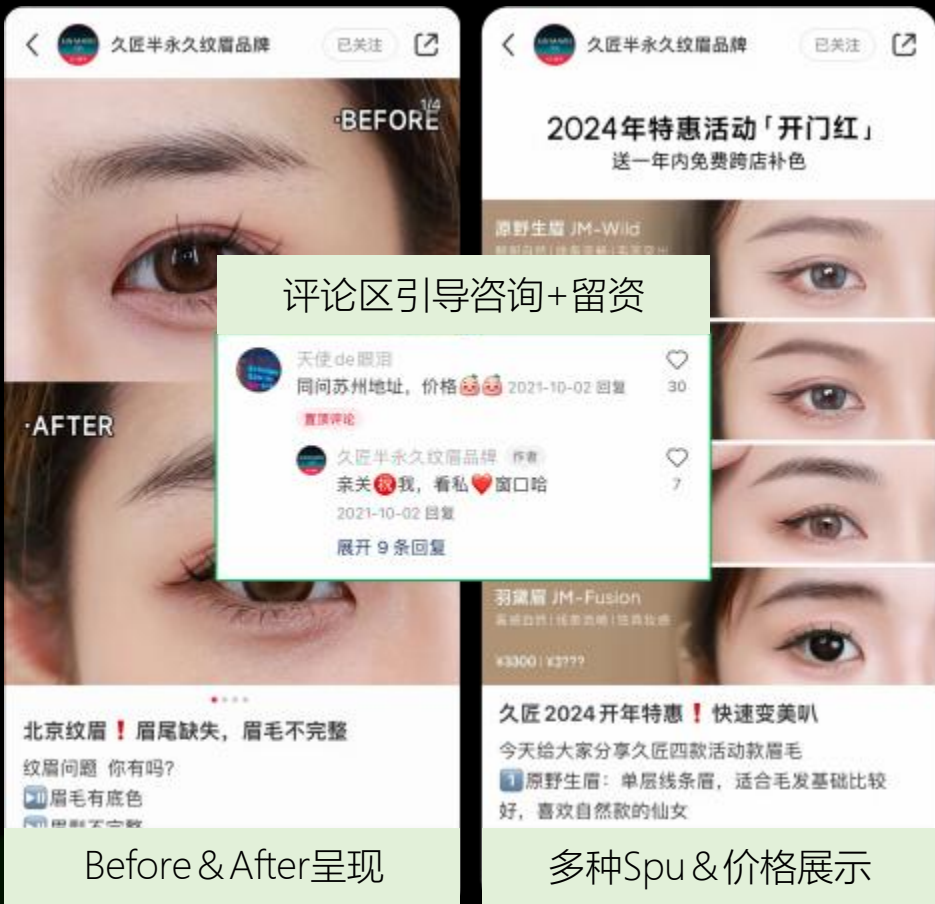 久匠半永久纹眉品牌
已关注
1/4
·BEFORE
·AFTER
北京纹眉❗眉尾缺失，眉毛不完整
纹眉问题 你有吗?
⏯眉毛有底色
Before＆After呈现
久匠半永久纹眉品牌
已关注
2024年特惠活动「开门红」
送一年内免费跨店补色
原野生眉 JM-Wild
羽黛眉 JM-Fusion
¥3300 | ¥3???
久匠2024开年特惠❗快速变美叭
今天给大家分享久匠四款活动款眉毛
1️⃣原野生眉：单层线条眉，适合毛发基础比较
好，喜欢自然款的仙女
多种Spu＆价格展示
评论区引导咨询+留资
天使de眼泪
同问苏州地址，价格 2021-10-02 回复
30
置顶评论
久匠半永久纹眉品牌 作者
亲关㊗️我，看私❤️窗口哈
7
2021-10-02 回复
展开 9 条回复